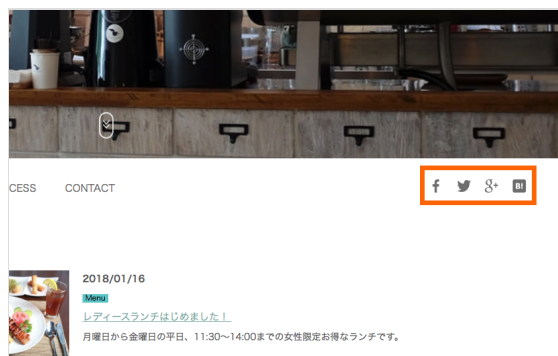 CESS CONTACT
f g+ B!
2018/01/16
Menu
レディースランチはじめました！
月曜日から金曜日の平日、11:30〜14:00までの女性限定お得なランチです。